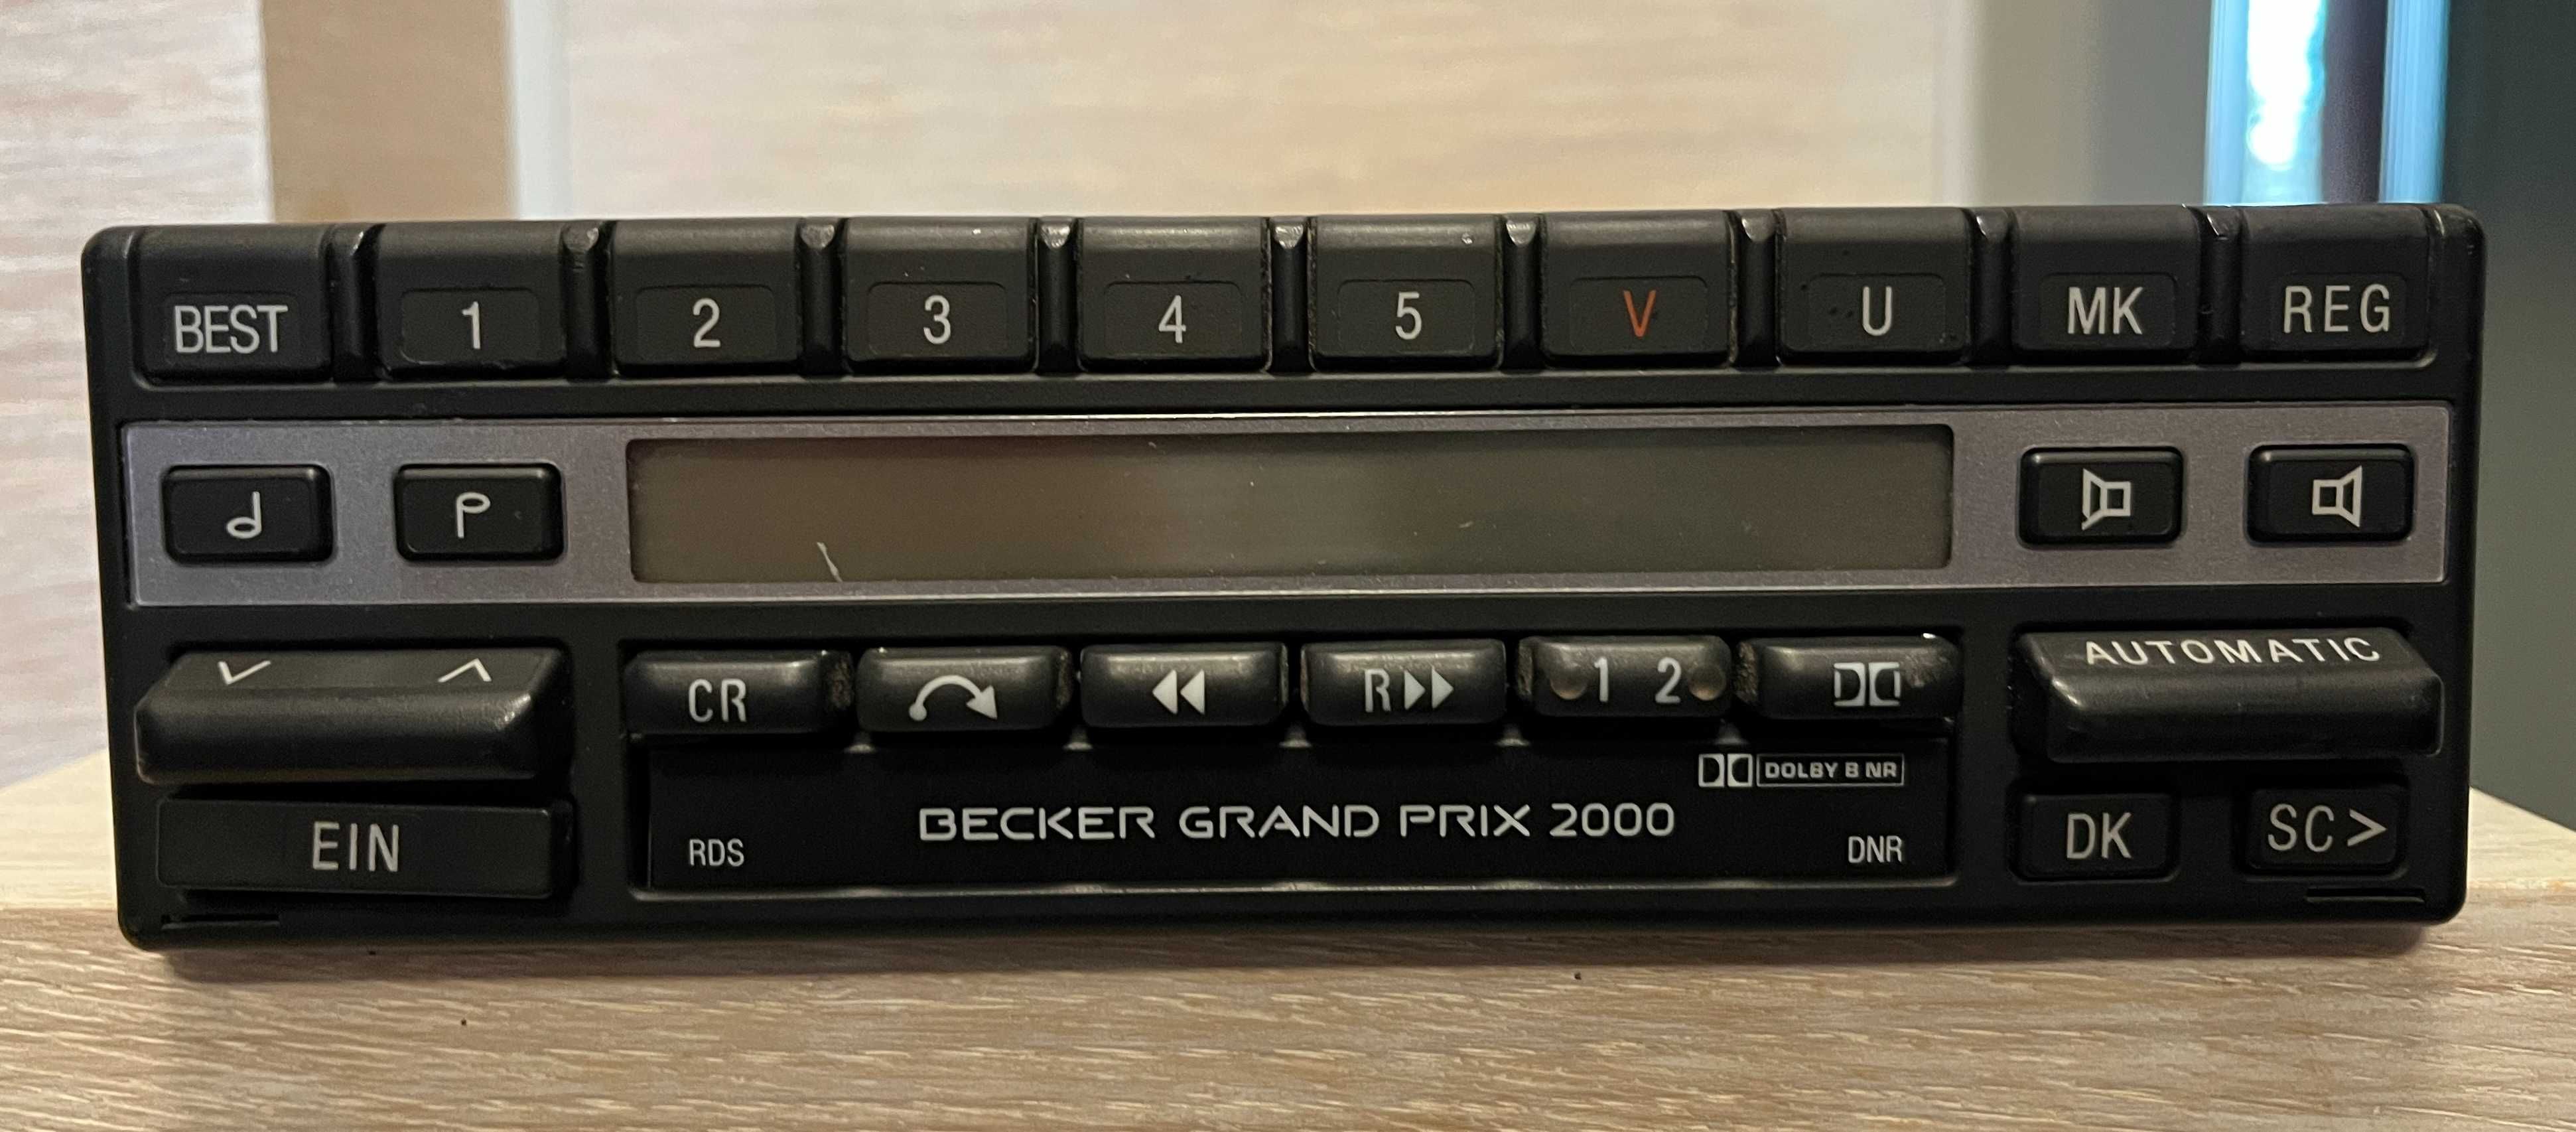 BEST 1 2 3 4 5 V U MK REG
CR R 1 2 AUTOMATIC
DOLBY B NR
EIN BECKER GRAND PRIX 2000 DK SC>
RDS DNR